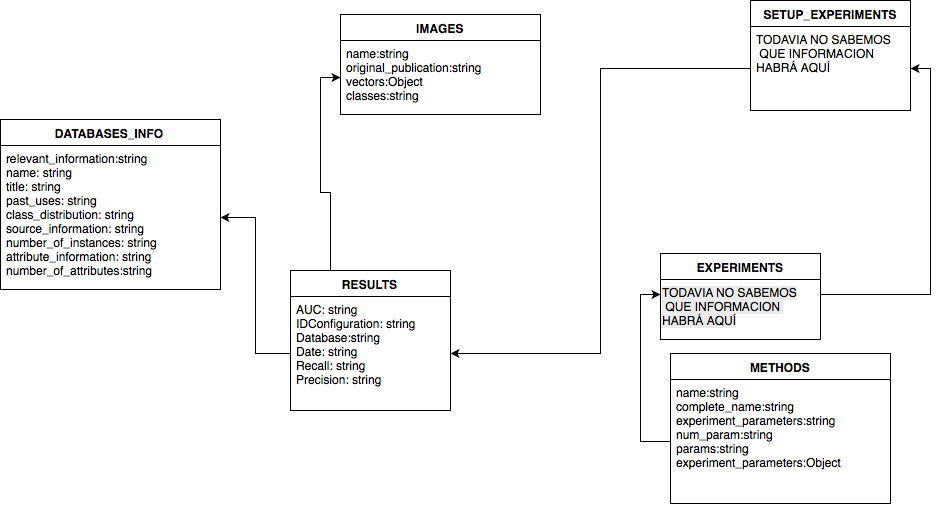 IMAGES
name:string
original_publication:string
vectors:Object
classes:string
SETUP_EXPERIMENTS
TODAVIA NO SABEMOS
QUE INFORMACION
HABRÁ AQUÍ
DATABASES_INFO
relevant_information:string
name: string
title: string
past_uses: string
class_distribution: string
source_information: string
number_of_instances: string
attribute_information: string
number_of_attributes:string
RESULTS
AUC: string
IDConfiguration: string
Database:string
Date: string
Recall: string
Precision: string
EXPERIMENTS
TODAVIA NO SABEMOS
QUE INFORMACION
HABRÁ AQUÍ
METHODS
name:string
complete_name:string
experiment_parameters:string
num_param:string
params:string
experiment_parameters:Object